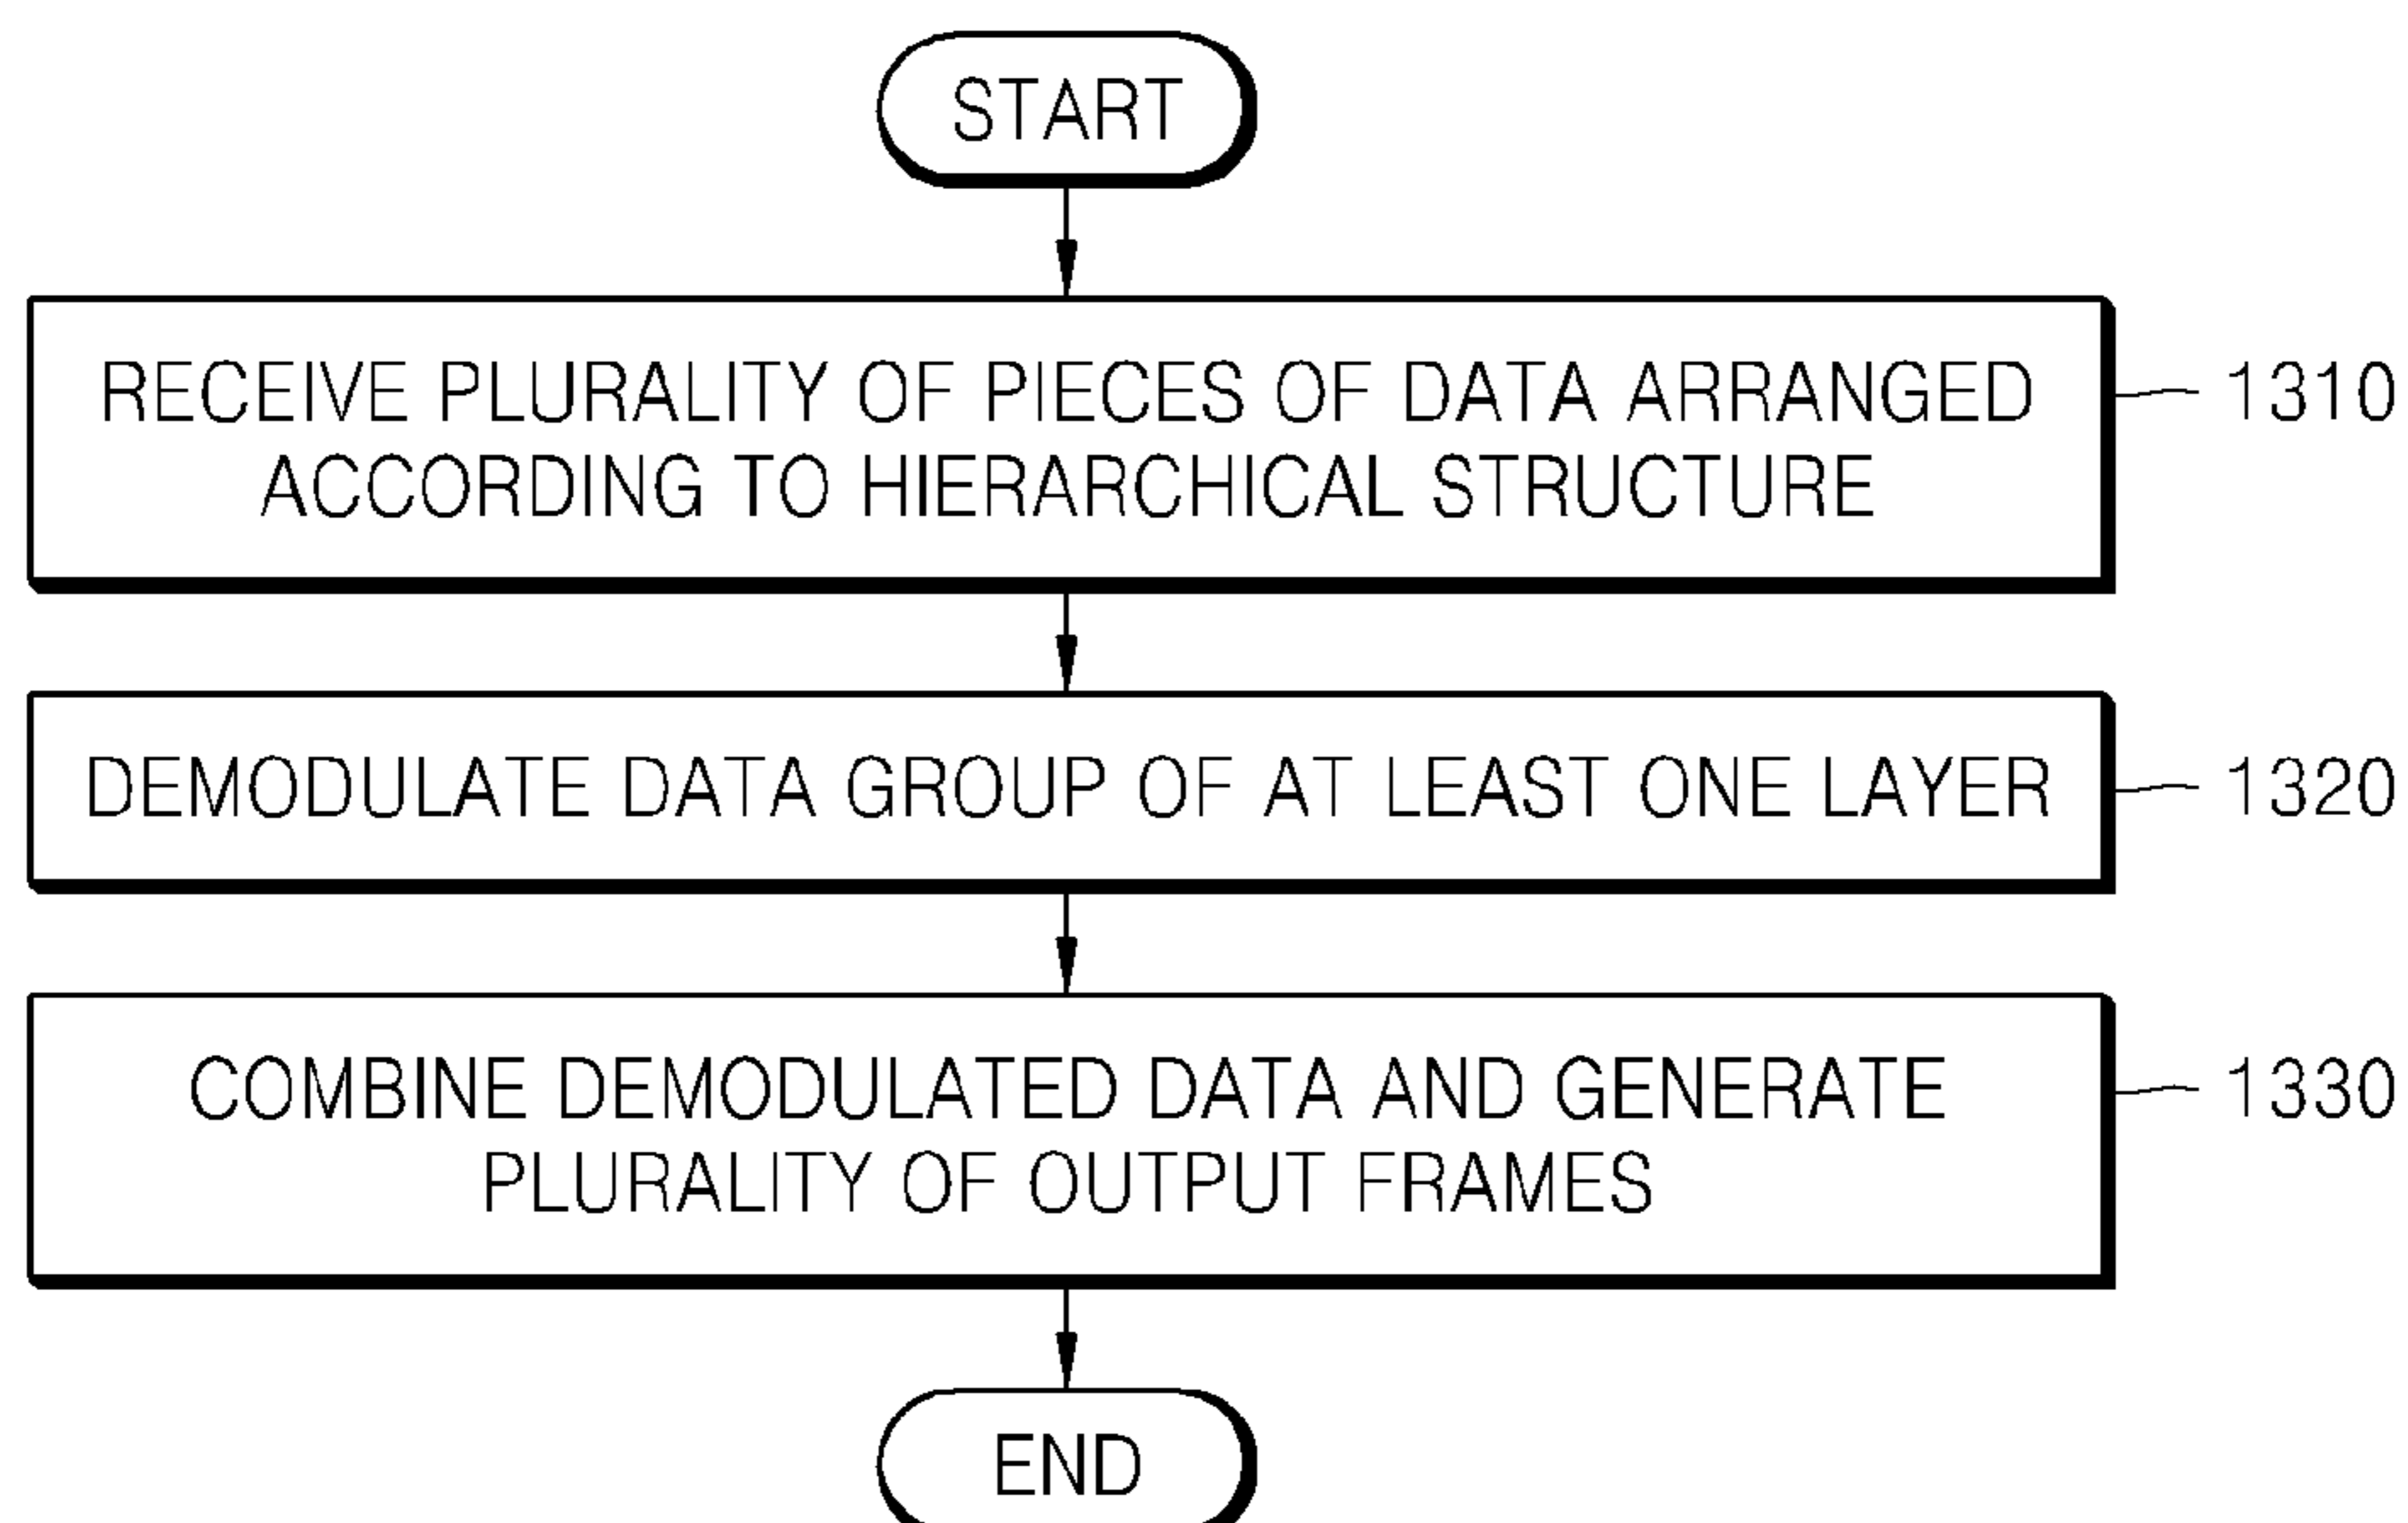 START
RECEIVE PLURALITY OF PIECES OF DATA ARRANGED
ACCORDING TO HIERARCHICAL STRUCTURE
1310
DEMODULATE DATA GROUP OF AT LEAST ONE LAYER
1320
COMBINE DEMODULATED DATA AND GENERATE
PLURALITY OF OUTPUT FRAMES
1330
END